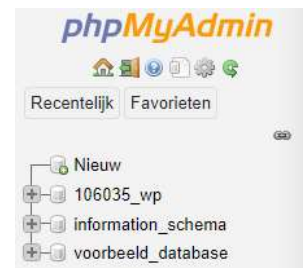 phpMyAdmin
Recentelijk Favorieten
Nieuw
106035_wp
information_schema
voorbeeld_database